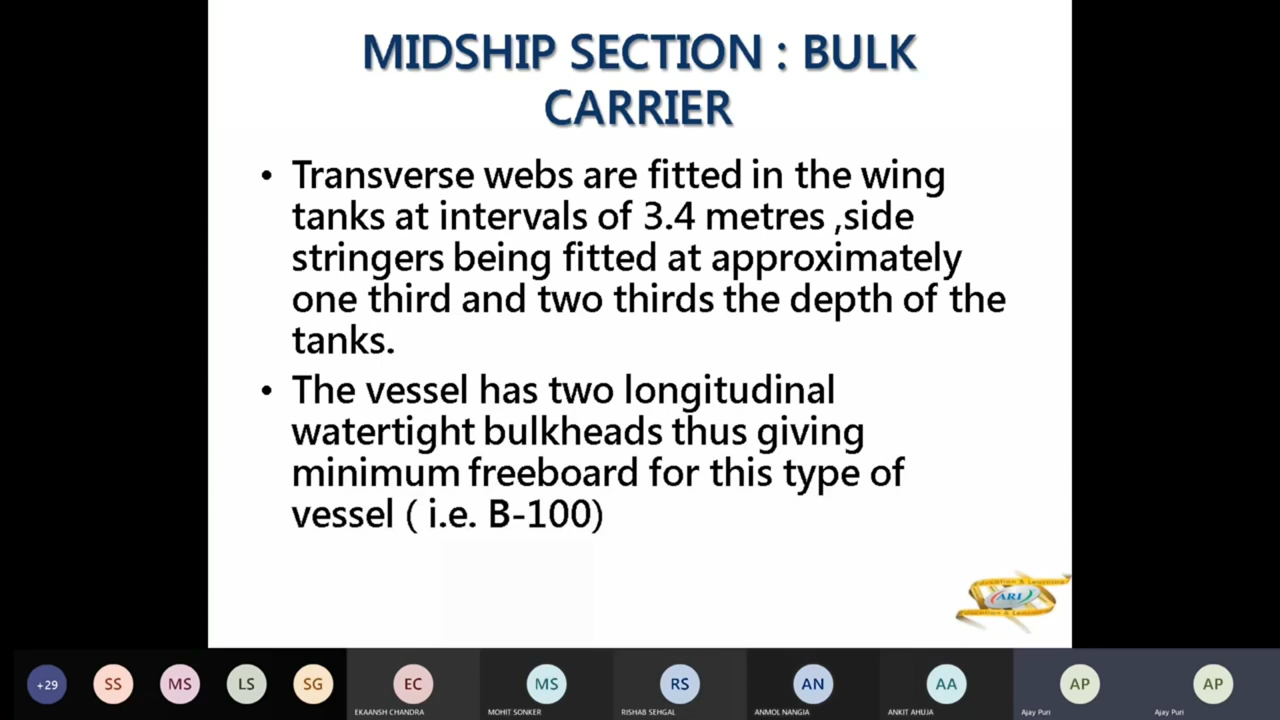 MIDSHIP SECTION : BULK
CARRIER
• Transverse webs are fitted in the wing
tanks at intervals of 3.4 metres ,side
stringers being fitted at approximately
one third and two thirds the depth of the
tanks.
• The vessel has two longitudinal
watertight bulkheads thus giving
minimum freeboard for this type of
vessel ( i.e. B-100)
Education & Learning
ARI
+29 SS MS LS SG EC MS RS AN AA AP AP
EKAANSH CHANDRA MOHIT SONKER RISHAB SEHGAL ANMOL NANGIA ANKIT AHUJA Ajay Puri Ajay Puri